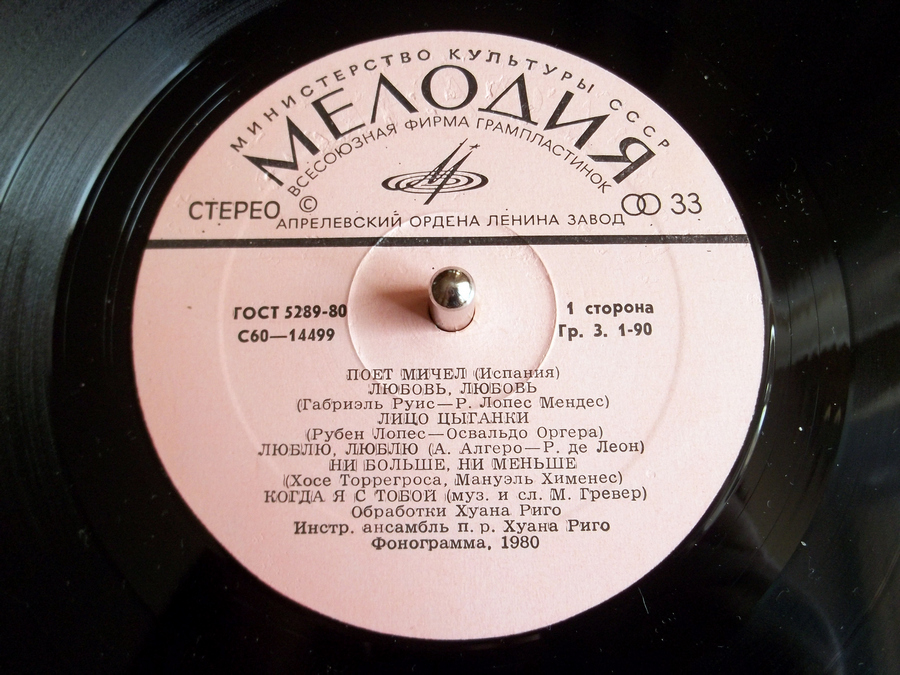 МИНИСТЕРСТВО КУЛЬТУРЫ СССР
МЕЛОДИЯ
ВСЕСОЮЗНАЯ ФИРМА ГРАМПЛАСТИНОК
СТЕРЕО © 33
АПРЕЛЕВСКИЙ ОРДЕНА ЛЕНИНА ЗАВОД
ГОСТ 5289-80 1 сторона
С60—14499 Гр. 3. 1-90
ПОЕТ МИЧЕЛ (Испания)
ЛЮБОВЬ, ЛЮБОВЬ
(Габриэль Руис—Р. Лопес Мендес)
ЛИЦО ЦЫГАНКИ
(Рубен Лопес—Освальдо Оргера)
ЛЮБЛЮ, ЛЮБЛЮ (А. Алгеро—Р. де Леон)
НИ БОЛЬШЕ, НИ МЕНЬШЕ
(Хосе Торрегроса, Мануэль Хименес)
КОГДА Я С ТОБОЙ (муз. и сл. М. Гревер)
Обработки Хуана Риго
Инстр. ансамбль п. р. Хуана Риго
Фонограмма, 1980